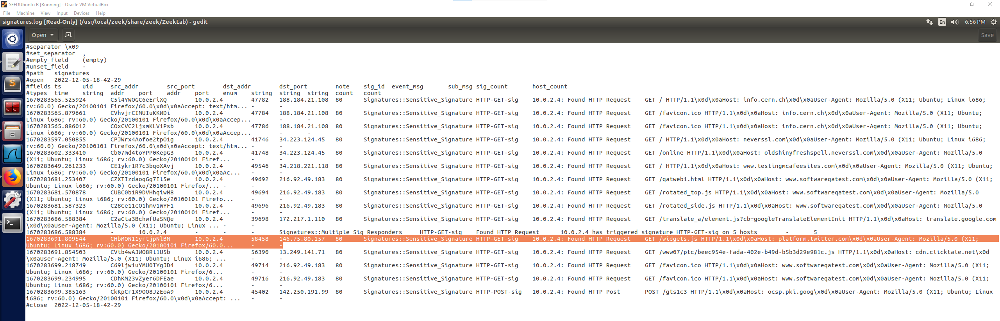 SEEDUbuntu B [Running] - Oracle VM VirtualBox
File Machine View Input Devices Help
signatures.log [Read-Only] (/usr/local/zeek/share/zeek/ZeekLab) - gedit En 6:56 PM
Open Save
#separator \x09
#set_separator ,
#empty_field (empty)
#unset_field -
#path signatures
#open 2022-12-05-18-42-29
#fields ts uid src_addr src_port dst_addr dst_port note sig_id event_msg sub_msg sig_count host_count
#types time string addr port addr port enum string string string count count
1670283565.525924 C5i4YWOGC6eEriXQ 10.0.2.4 47782 188.184.21.108 80 Signatures::Sensitive_Signature HTTP-GET-sig 10.0.2.4: Found HTTP Request GET / HTTP/1.1\x0d\x0aHost: info.cern.ch\x0d\x0aUser-Agent: Mozilla/5.0 (X11; Ubuntu; Linux i686;
rv:60.0) Gecko/20100101 Firefox/60.0\x0d\x0aAccept: text/htm... - -
1670283565.879661 CVhvjrCIMUIuKKWDi 10.0.2.4 47784 188.184.21.108 80 Signatures::Sensitive_Signature HTTP-GET-sig 10.0.2.4: Found HTTP Request GET /favicon.ico HTTP/1.1\x0d\x0aHost: info.cern.ch\x0d\x0aUser-Agent: Mozilla/5.0 (X11; Ubuntu;
Linux i686; rv:60.0) Gecko/20100101 Firefox/60.0\x0d\x0aAccep... - -
1670283565.886012 COxCVC2ljxmKLV1Psb 10.0.2.4 47786 188.184.21.108 80 Signatures::Sensitive_Signature HTTP-GET-sig 10.0.2.4: Found HTTP Request GET /favicon.ico HTTP/1.1\x0d\x0aHost: info.cern.ch\x0d\x0aUser-Agent: Mozilla/5.0 (X11; Ubuntu;
Linux i686; rv:60.0) Gecko/20100101 Firefox/60.0\x0d\x0aAccep... - -
1670283597.050855 CPJWrx4Aofoe2tpO1g 10.0.2.4 41746 34.223.124.45 80 Signatures::Sensitive_Signature HTTP-GET-sig 10.0.2.4: Found HTTP Request GET / HTTP/1.1\x0d\x0aHost: neverssl.com\x0d\x0aUser-Agent: Mozilla/5.0 (X11; Ubuntu; Linux i686;
rv:60.0) Gecko/20100101 Firefox/60.0\x0d\x0aAccept: text/htm... - -
1670283602.333410 Cb07md4toYPP0KepG3 10.0.2.4 41748 34.223.124.45 80 Signatures::Sensitive_Signature HTTP-GET-sig 10.0.2.4: Found HTTP Request GET /online HTTP/1.1\x0d\x0aHost: oldshinyfreshspell.neverssl.com\x0d\x0aUser-Agent: Mozilla/5.0
(X11; Ubuntu; Linux i686; rv:60.0) Gecko/20100101 Firef... - -
1670283649.261233 CE1ykr1R7c3bqoXAvj 10.0.2.4 49546 34.218.221.118 80 Signatures::Sensitive_Signature HTTP-GET-sig 10.0.2.4: Found HTTP Request GET / HTTP/1.1\x0d\x0aHost: www.testingmcafeesites.com\x0d\x0aUser-Agent: Mozilla/5.0 (X11; Ubuntu;
Linux i686; rv:60.0) Gecko/20100101 Firefox/60.0\x0d\x0aAc... - -
1670283681.253407 CZXTIzdaoqGg7Il5e 10.0.2.4 49692 216.92.49.183 80 Signatures::Sensitive_Signature HTTP-GET-sig 10.0.2.4: Found HTTP Request GET /qatweb1.html HTTP/1.1\x0d\x0aHost: www.softwareqatest.com\x0d\x0aUser-Agent: Mozilla/5.0 (X11;
Ubuntu; Linux i686; rv:60.0) Gecko/20100101 Firefox/... - -
1670283681.570878 CUBC0b1R9DVHhqiwM8 10.0.2.4 49694 216.92.49.183 80 Signatures::Sensitive_Signature HTTP-GET-sig 10.0.2.4: Found HTTP Request GET /rotated_top.js HTTP/1.1\x0d\x0aHost: www.softwareqatest.com\x0d\x0aUser-Agent: Mozilla/5.0
(X11; Ubuntu; Linux i686; rv:60.0) Gecko/20100101 Firefo... - -
1670283681.587323 C28Ce11cO1hmv1mYF1 10.0.2.4 49696 216.92.49.183 80 Signatures::Sensitive_Signature HTTP-GET-sig 10.0.2.4: Found HTTP Request GET /rotated_side.js HTTP/1.1\x0d\x0aHost: www.softwareqatest.com\x0d\x0aUser-Agent: Mozilla/5.0
(X11; Ubuntu; Linux i686; rv:60.0) Gecko/20100101 Firef... - -
1670283686.588384 C2aCta3BchwfUaSNQe 10.0.2.4 39698 172.217.1.110 80 Signatures::Sensitive_Signature HTTP-GET-sig 10.0.2.4: Found HTTP Request GET /translate_a/element.js?cb=googleTranslateElementInit HTTP/1.1\x0d\x0aHost: translate.google.com
\x0d\x0aUser-Agent: Mozilla/5.0 (X11; Ubuntu; Linux ... - -
1670283686.588384 - 10.0.2.4 - - - Signatures::Multiple_Sig_Responders HTTP-GET-sig Found HTTP Request 10.0.2.4 has triggered signature HTTP-GET-sig on 5 hosts - 5
1670283691.809544 CHbMON11yrtjpNlBM 10.0.2.4 58458 146.75.80.157 80 Signatures::Sensitive_Signature HTTP-GET-sig 10.0.2.4: Found HTTP Request GET /widgets.js HTTP/1.1\x0d\x0aHost: platform.twitter.com\x0d\x0aUser-Agent: Mozilla/5.0 (X11;
Ubuntu; Linux i686; rv:60.0) Gecko/20100101 Firefox/60.0... - -
1670283691.854503 CVtb4wAJWO8Rl1U5b 10.0.2.4 56390 13.249.141.71 80 Signatures::Sensitive_Signature HTTP-GET-sig 10.0.2.4: Found HTTP Request GET /www07/ptc/beec954e-fada-402e-b49d-b5b3d29e981c.js HTTP/1.1\x0d\x0aHost: cdn.clicktale.net\x0d
\x0aUser-Agent: Mozilla/5.0 (X11; Ubuntu; Linux i686; ... - -
1670283699.218749 C69ljw1uYMU0IYgJD4 10.0.2.4 49714 216.92.49.183 80 Signatures::Sensitive_Signature HTTP-GET-sig 10.0.2.4: Found HTTP Request GET /favicon.ico HTTP/1.1\x0d\x0aHost: www.softwareqatest.com\x0d\x0aUser-Agent: Mozilla/5.0 (X11;
Ubuntu; Linux i686; rv:60.0) Gecko/20100101 Firefox/6... - -
1670283699.234995 CDhKM23vZyer6DFEae 10.0.2.4 49716 216.92.49.183 80 Signatures::Sensitive_Signature HTTP-GET-sig 10.0.2.4: Found HTTP Request GET /favicon.ico HTTP/1.1\x0d\x0aHost: www.softwareqatest.com\x0d\x0aUser-Agent: Mozilla/5.0 (X11;
Ubuntu; Linux i686; rv:60.0) Gecko/20100101 Firefox/6... - -
1670283699.385163 CkKpCr1X9OO8JzEoA9 10.0.2.4 45402 142.250.191.99 80 Signatures::Sensitive_Signature HTTP-POST-sig 10.0.2.4: Found HTTP Post POST /gts1c3 HTTP/1.1\x0d\x0aHost: ocsp.pki.goog\x0d\x0aUser-Agent: Mozilla/5.0 (X11; Ubuntu; Linux
i686; rv:60.0) Gecko/20100101 Firefox/60.0\x0d\x0aAccept: ... - -
#close 2022-12-05-18-42-29